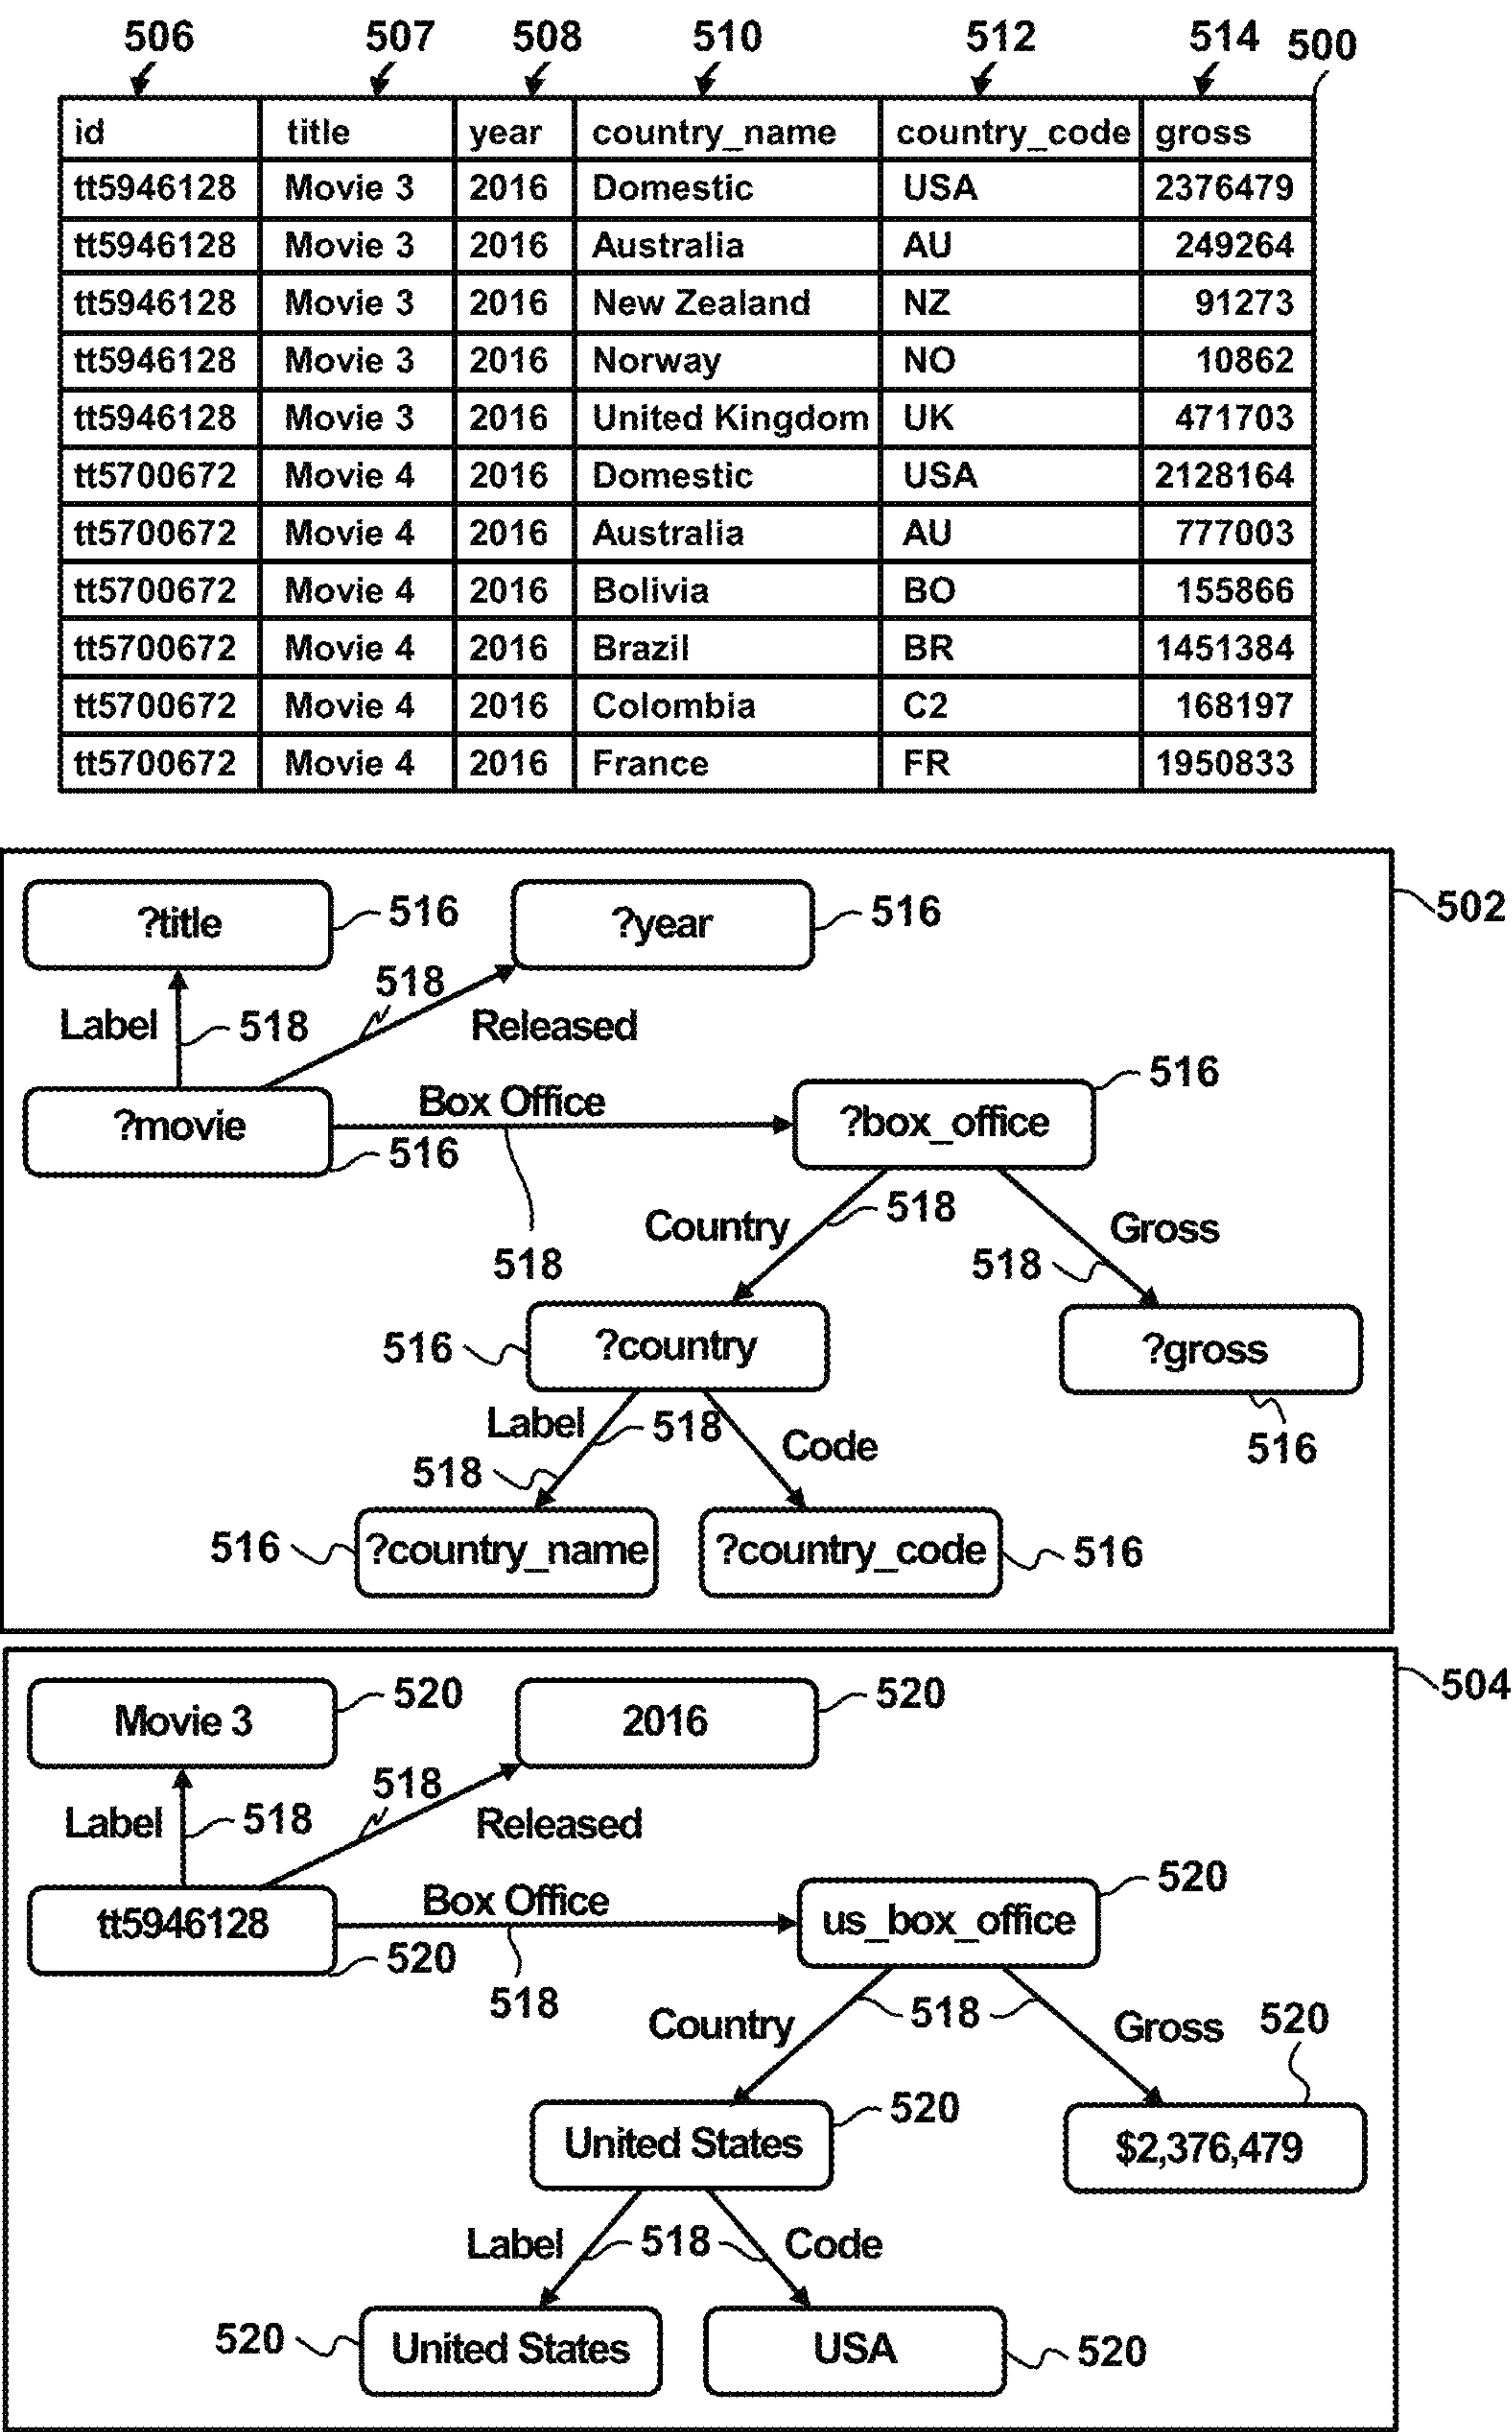 506 507 508 510 512 514 500
id title year country_name country_code gross
tt5946128 Movie 3 2016 Domestic USA 2376479
tt5946128 Movie 3 2016 Australia AU 249264
tt5946128 Movie 3 2016 New Zealand NZ 91273
tt5946128 Movie 3 2016 Norway NO 10862
tt5946128 Movie 3 2016 United Kingdom UK 471703
tt5700672 Movie 4 2016 Domestic USA 2128164
tt5700672 Movie 4 2016 Australia AU 777003
tt5700672 Movie 4 2016 Bolivia BO 155866
tt5700672 Movie 4 2016 Brazil BR 1451384
tt5700672 Movie 4 2016 Colombia C2 168197
tt5700672 Movie 4 2016 France FR 1950833
?title 516 ?year 516 502
518
Label 518 Released
516
?movie Box Office ?box_office
516
518
Country Gross
518 518
516 ?country ?gross
Label 518 Code 516
518
516 ?country_name ?country_code 516
Movie 3 520 2016 520 504
518
Label 518 Released
520
tt5946128 Box Office us_box_office
520
518
518
Country Gross 520
520
United States $2,376,479
Label 518 Code
520 United States USA 520